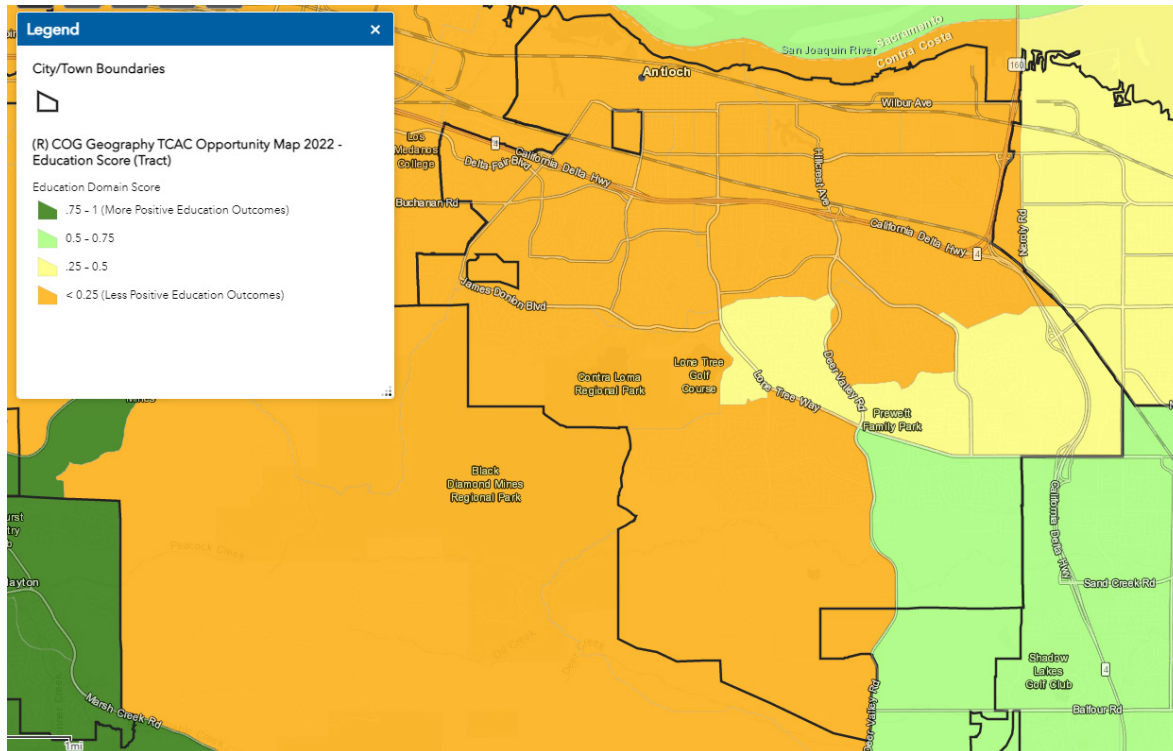 Legend
City/Town Boundaries
(R) COG Geography TCAC Opportunity Map 2022 -
Education Score (Tract)
Education Domain Score
.75 - 1 (More Positive Education Outcomes)
0.5 - 0.75
.25 - 0.5
< 0.25 (Less Positive Education Outcomes)
San Joaquin River
Sacramento
Contra Costa
Antioch
160
Wilbur Ave
Los
Medanos
College
4
California Delta Hwy
Delta Fair Blvd
Hillcrest Ave
Buchanan Rd
California Delta Hwy
4
Neroly Rd
James Donlon Blvd
Contra Loma
Regional Park
Lone Tree
Golf
Course
Lone Tree Way
Deer Valley Rd
Prewett
Family Park
Mines
Black
Diamond Mines
Regional Park
California Delta Hwy
Peacock Creek
Sand Creek Rd
layton
Shadow
Lakes
Golf Club
4
Marsh Creek Rd
Deer Valley Rd
Balfour Rd
1mi